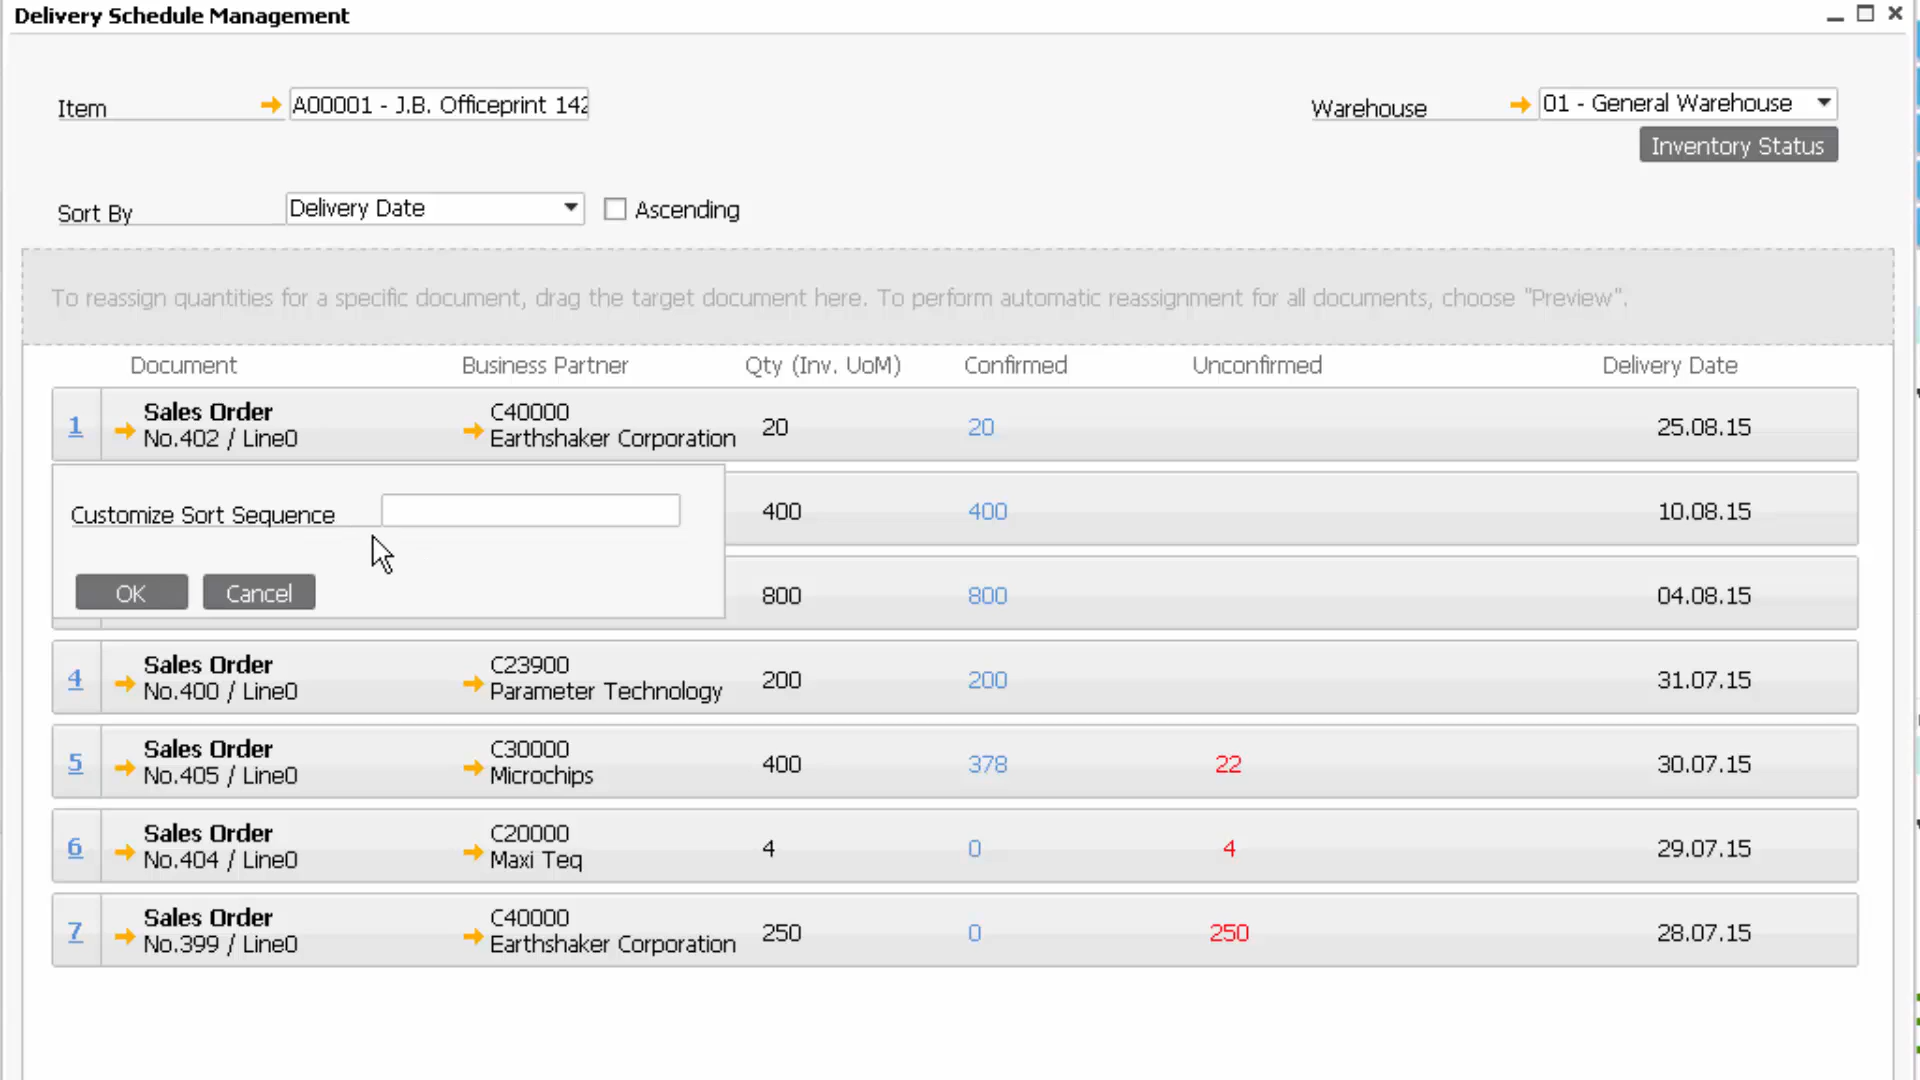 Delivery Schedule Management
Item A00001 - J.B. Officeprint 142 Warehouse 01 - General Warehouse
Inventory Status
Sort By Delivery Date Ascending
To reassign quantities for a specific document, drag the target document here. To perform automatic reassignment for all documents, choose "Preview".
Document Business Partner Qty (Inv. UoM) Confirmed Unconfirmed Delivery Date
1 Sales Order No.402 / Line0 C40000 Earthshaker Corporation 20 20 25.08.15
Customize Sort Sequence
400 400 10.08.15
OK Cancel
800 800 04.08.15
4 Sales Order No.400 / Line0 C23900 Parameter Technology 200 200 31.07.15
5 Sales Order No.405 / Line0 C30000 Microchips 400 378 22 30.07.15
6 Sales Order No.404 / Line0 C20000 Maxi Teq 4 0 4 29.07.15
7 Sales Order No.399 / Line0 C40000 Earthshaker Corporation 250 0 250 28.07.15